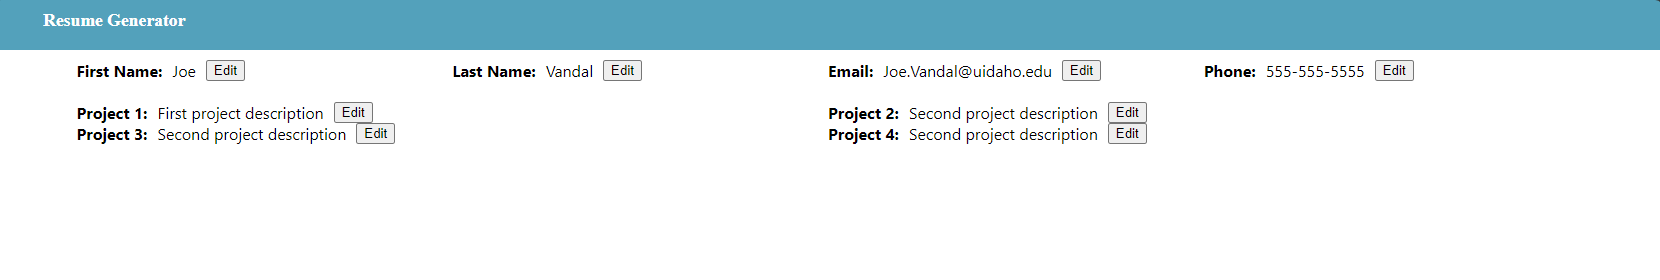 Resume Generator
First Name: Joe Edit Last Name: Vandal Edit Email: Joe.Vandal@uidaho.edu Edit Phone: 555-555-5555 Edit
Project 1: First project description Edit Project 2: Second project description Edit
Project 3: Second project description Edit Project 4: Second project description Edit